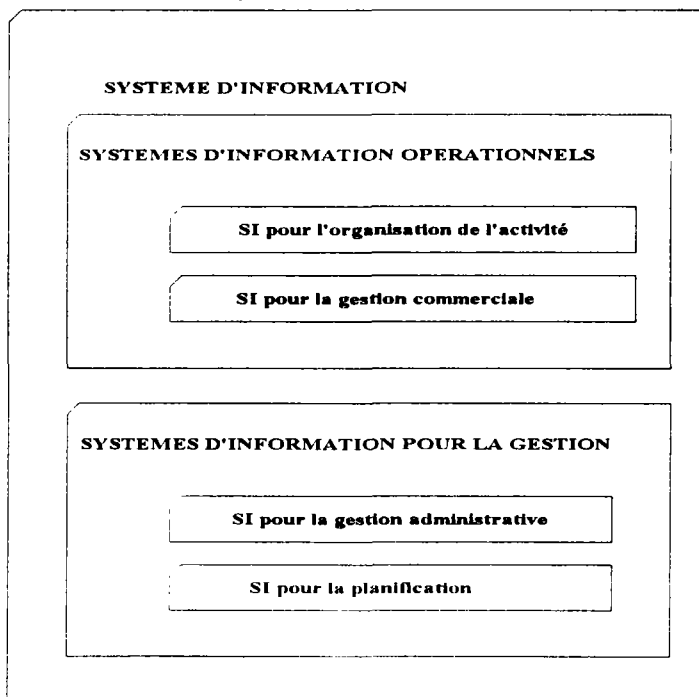 SYSTEME D'INFORMATION
SYSTEMES D'INFORMATION OPERATIONNELS
SI pour l'organisation de l'activité
SI pour la gestion commerciale
SYSTEMES D'INFORMATION POUR LA GESTION
SI pour la gestion administrative
SI pour la planification